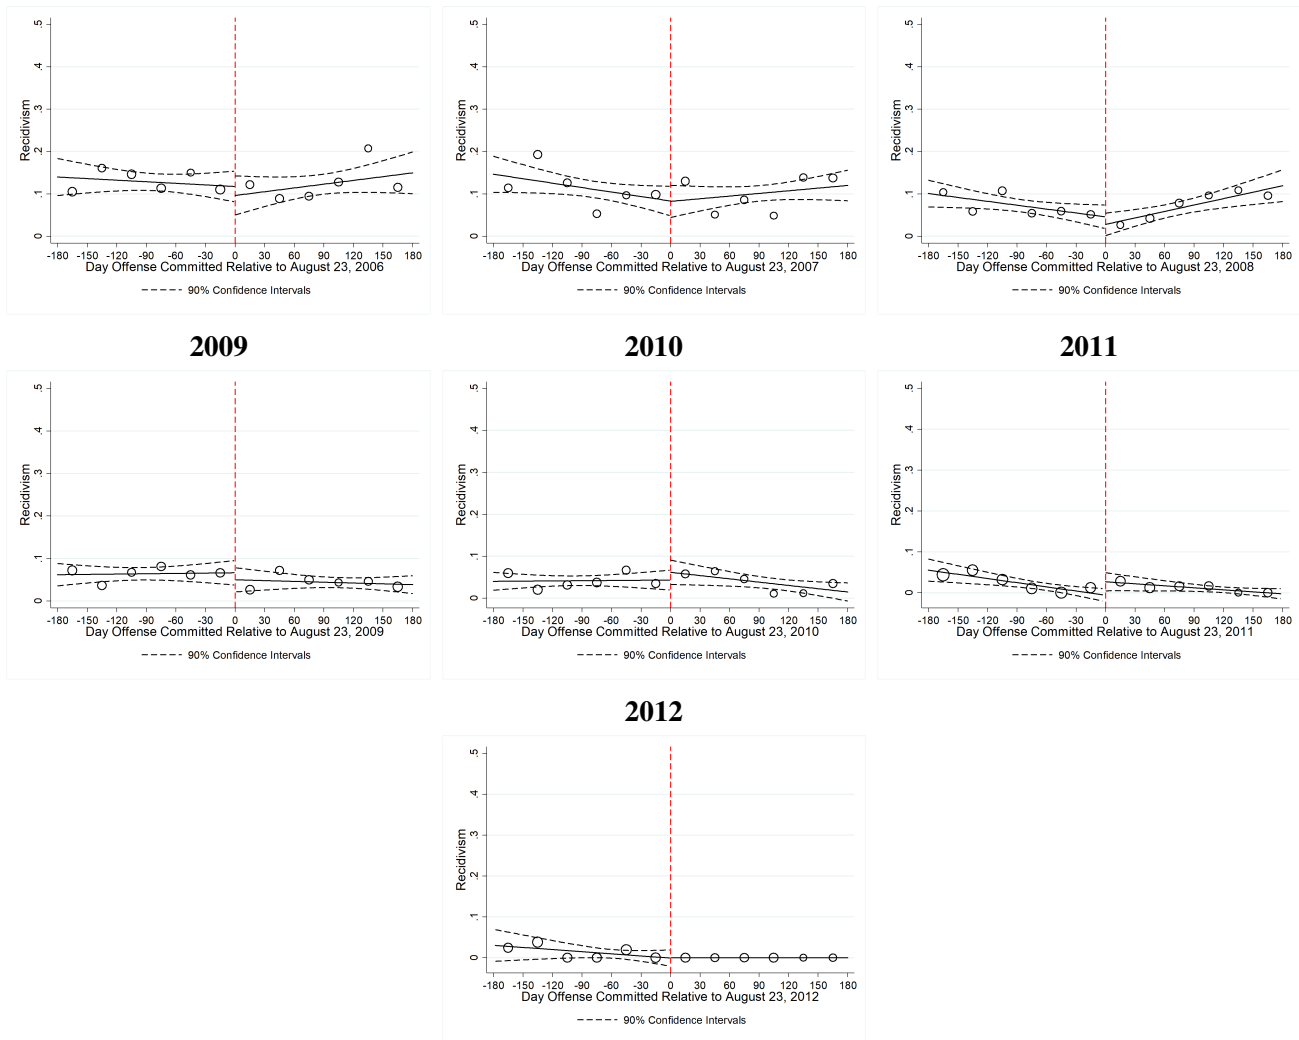 .5
.4
.3
.2
.1
0
Recidivism
-180 -150 -120 -90 -60 -30 0 30 60 90 120 150 180
Day Offense Committed Relative to August 23, 2006
90% Confidence Intervals
.5
.4
.3
.2
.1
0
Recidivism
-180 -150 -120 -90 -60 -30 0 30 60 90 120 150 180
Day Offense Committed Relative to August 23, 2007
90% Confidence Intervals
.5
.4
.3
.2
.1
0
Recidivism
-180 -150 -120 -90 -60 -30 0 30 60 90 120 150 180
Day Offense Committed Relative to August 23, 2008
90% Confidence Intervals
2009
2010
2011
.5
.4
.3
.2
.1
0
Recidivism
-180 -150 -120 -90 -60 -30 0 30 60 90 120 150 180
Day Offense Committed Relative to August 23, 2009
90% Confidence Intervals
.5
.4
.3
.2
.1
0
Recidivism
-180 -150 -120 -90 -60 -30 0 30 60 90 120 150 180
Day Offense Committed Relative to August 23, 2010
90% Confidence Intervals
.5
.4
.3
.2
.1
0
Recidivism
-180 -150 -120 -90 -60 -30 0 30 60 90 120 150 180
Day Offense Committed Relative to August 23, 2011
90% Confidence Intervals
2012
.5
.4
.3
.2
.1
0
Recidivism
-180 -150 -120 -90 -60 -30 0 30 60 90 120 150 180
Day Offense Committed Relative to August 23, 2012
90% Confidence Intervals